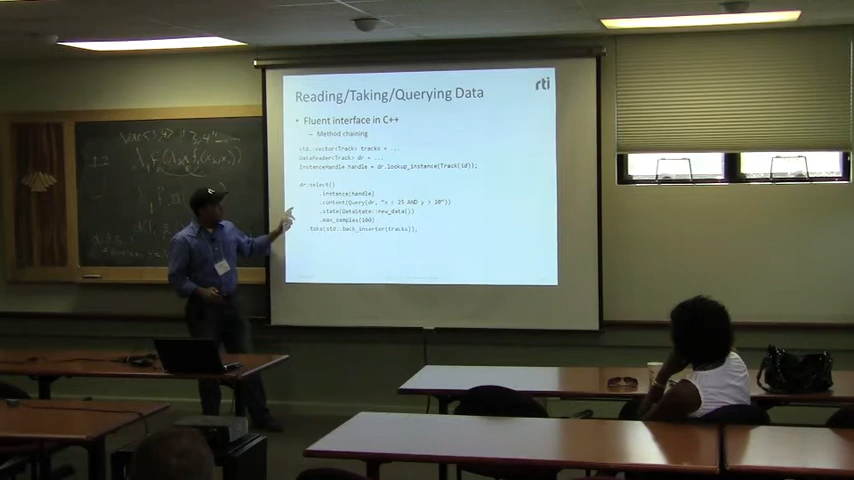 Reading/Taking/Querying Data
rti
• Fluent interface in C++
– Method chaining
std::vector<Track> tracks = ...
DataReader<Track> dr = ...
InstanceHandle handle = dr.lookup_instance(Track(id));
dr.select()
.instance(handle)
.content(Query(dr, "x < 25 AND y > 10"))
.state(DataState::new_data())
.max_samples(100)
.take(std::back_inserter(tracks));